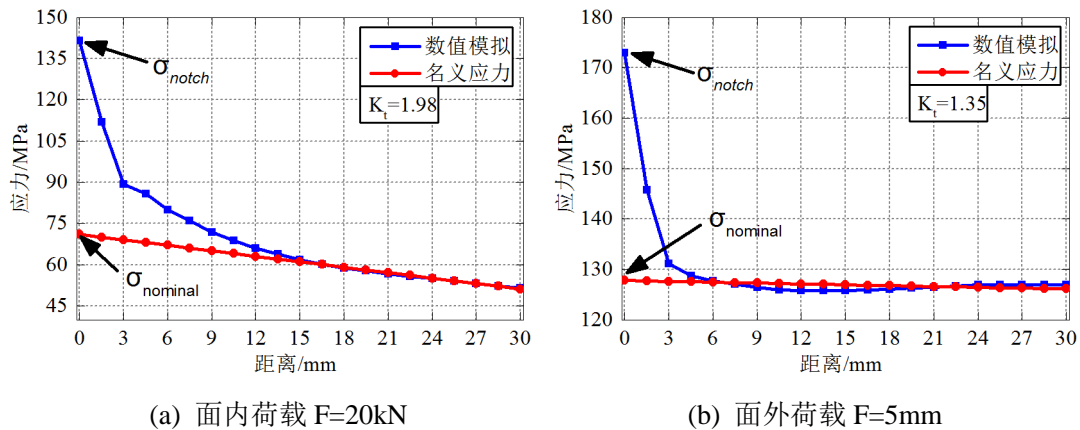 150
135
120
105
90
75
60
45
应力/MPa
σnotch
σnominal
数值模拟
名义应力
Kt=1.98
0 3 6 9 12 15 18 21 24 27 30
距离/mm
(a) 面内荷载 F=20kN
180
170
160
150
140
130
120
应力/MPa
σnotch
σnominal
数值模拟
名义应力
Kt=1.35
0 3 6 9 12 15 18 21 24 27 30
距离/mm
(b) 面外荷载 F=5mm